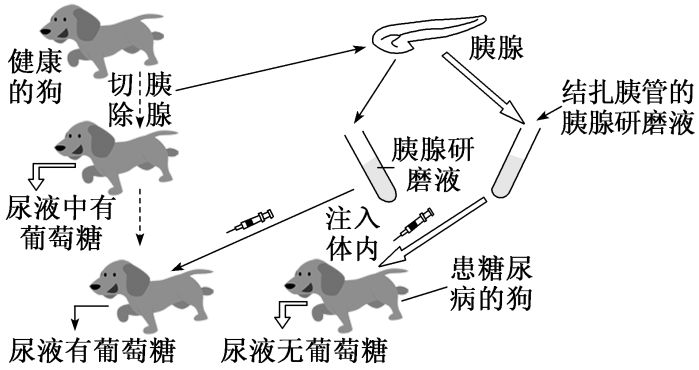 健康
的狗
切
除
胰
腺
胰腺
结扎胰管的
胰腺研磨液
胰腺研
磨液
尿液中有
葡萄糖
注入
体内
患糖尿
病的狗
尿液有葡萄糖
尿液无葡萄糖